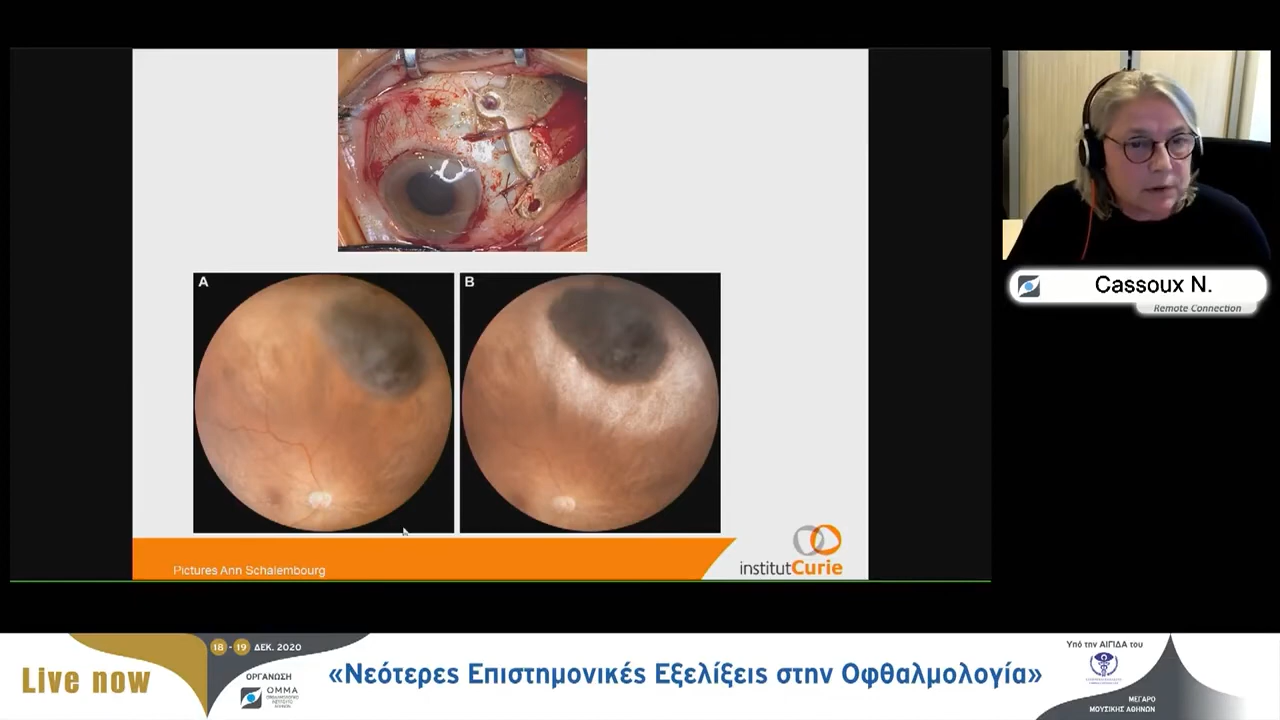 A
B
Pictures Ann Schalembourg
institutCurie
Cassoux N.
Remote Connection
Live now
18 - 19 ΔΕΚ. 2020
ΟΡΓΑΝΩΣΗ
ΟΜΜΑ
«Νεότερες Επιστημονικές Εξελίξεις στην Οφθαλμολογία»
Υπό την ΑΙΓΙΔΑ του
ΜΕΓΑΡΟ
ΜΟΥΣΙΚΗΣ ΑΘΗΝΩΝ